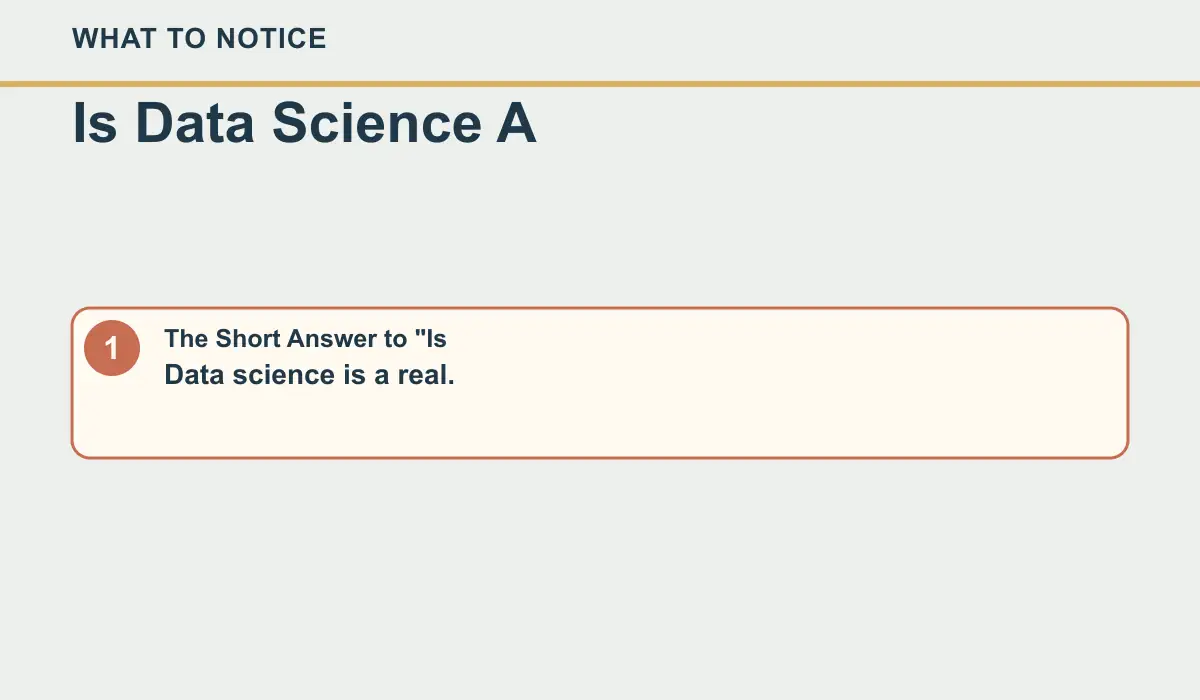 WHAT TO NOTICE
Is Data Science A
1
The Short Answer to "Is
Data science is a real.